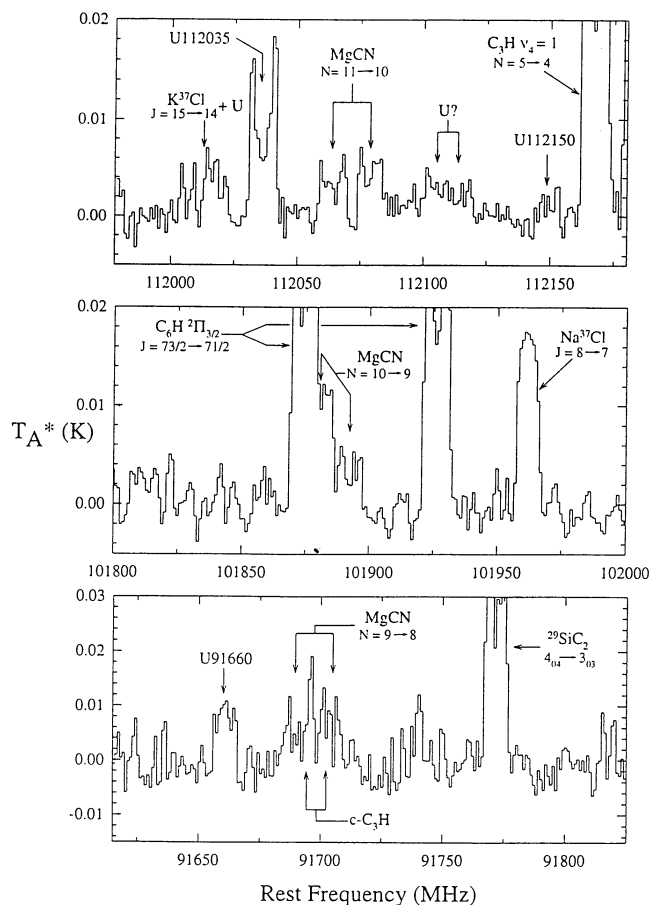 U112035
MgCN
N= 11→10
C₃H ν₄ = 1
N = 5→4
K³⁷Cl + U
J = 15→14
U?
U112150
0.02
0.01
0.00
112000 112050 112100 112150
C₆H ²Π₃/₂
J = 73/2→71/2
MgCN
N = 10→9
Na³⁷Cl
J = 8→7
0.02
0.01
0.00
T_A* (K)
101800 101850 101900 101950 102000
MgCN
N = 9→8
U91660
²⁹SiC₂
4₀₄ → 3₀₃
c-C₃H
0.03
0.02
0.01
0.00
-0.01
91650 91700 91750 91800
Rest Frequency (MHz)